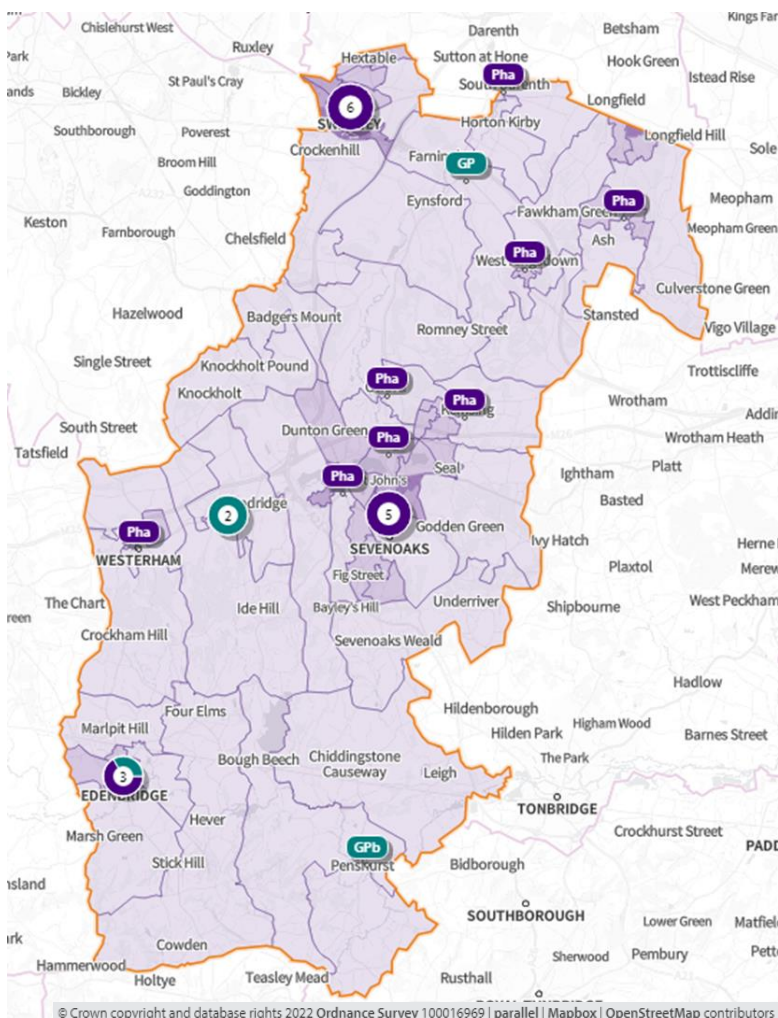 Kings Far
Chislehurst West
Darenth
Betsham
Ruxley
Park
Hextable
Sutton at Hone
Hook Green
Istead Rise
St Paul's Cray
Pha
ands
Bickley
Longfield
6
Southborough
Poverest
Horton Kirby
Longfield Hill
Crockenhill
Sole
Broom Hill
GP
Goddington
Eynsford
Meopham
Pha
Keston
Fawkham Green
Farnborough
Chelsfield
Ash
Meopham Green
Pha
Culverstone Green
Hazelwood
Badgers Mount
Stansted
Romney Street
Vigo Village
Single Street
Knockholt Pound
Trottiscliffe
Pha
Knockholt
Wrotham
Pha
Addin
South Street
Dunton Green
Pha
Wrotham Heath
Tatsfield
Seal
Platt
Ightham
Pha
John's
Basted
2
5
Godden Green
Pha
Ivy Hatch
Herne
WESTERHAM
SEVENOAKS
Plaxtol
Merew
Fig Street
The Chart
Ide Hill
Bayley's Hill
Underriver
Shipbourne
West Peckham
reen
Crockham Hill
Sevenoaks Weald
Hadlow
Four Elms
Hildenborough
Marlpit Hill
Hilden Park
Higham Wood
Barnes Street
Bough Beech
Chiddingstone
Causeway
The Park
3
Leigh
EDENBRIDGE
TONBRIDGE
Hever
Marsh Green
Crockhurst Street
GPb
PADD
Stick Hill
Penshurst
Bidborough
nsland
SOUTHBOROUGH
Lower Green
Matfiel
ark
Cowden
Sherwood
Pembury
Pett
Hammerwood
Holtye
Teasley Mead
Rusthall
© Crown copyright and database rights 2022 Ordnance Survey 100016969 | parallel | Mapbox | OpenStreetMap contributors